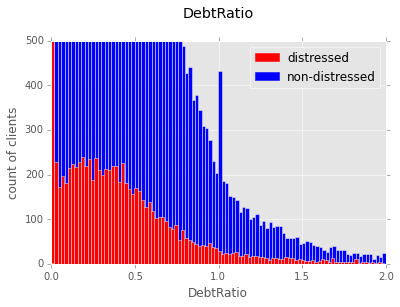 DebtRatio
distressed
non-distressed
count of clients
500
400
300
200
100
0
0.0
0.5
1.0
1.5
2.0
DebtRatio